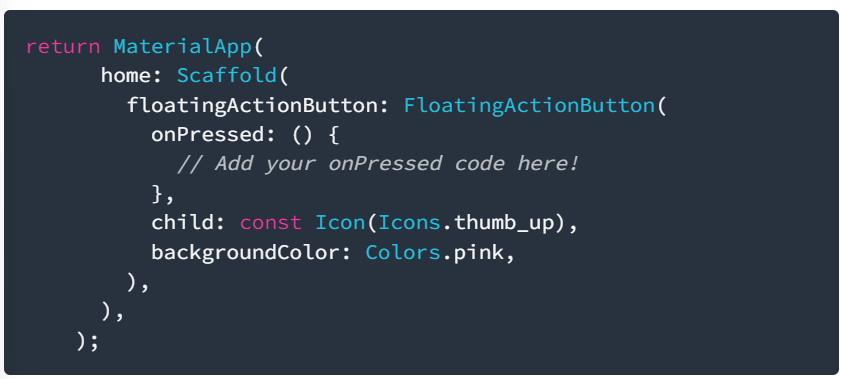 return MaterialApp(
      home: Scaffold(
        floatingActionButton: FloatingActionButton(
          onPressed: () {
            // Add your onPressed code here!
          },
          child: const Icon(Icons.thumb_up),
          backgroundColor: Colors.pink,
        ),
      ),
    );